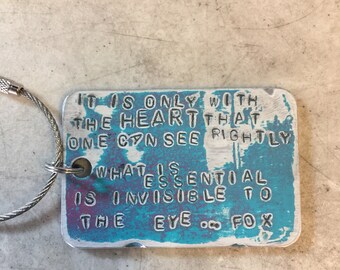 IT IS ONLY WITH
THE HEART THAT
ONE CAN SEE RIGHTLY
WHAT IS
ESSENTIAL
IS INVISIBLE TO
THE EYE... FOX